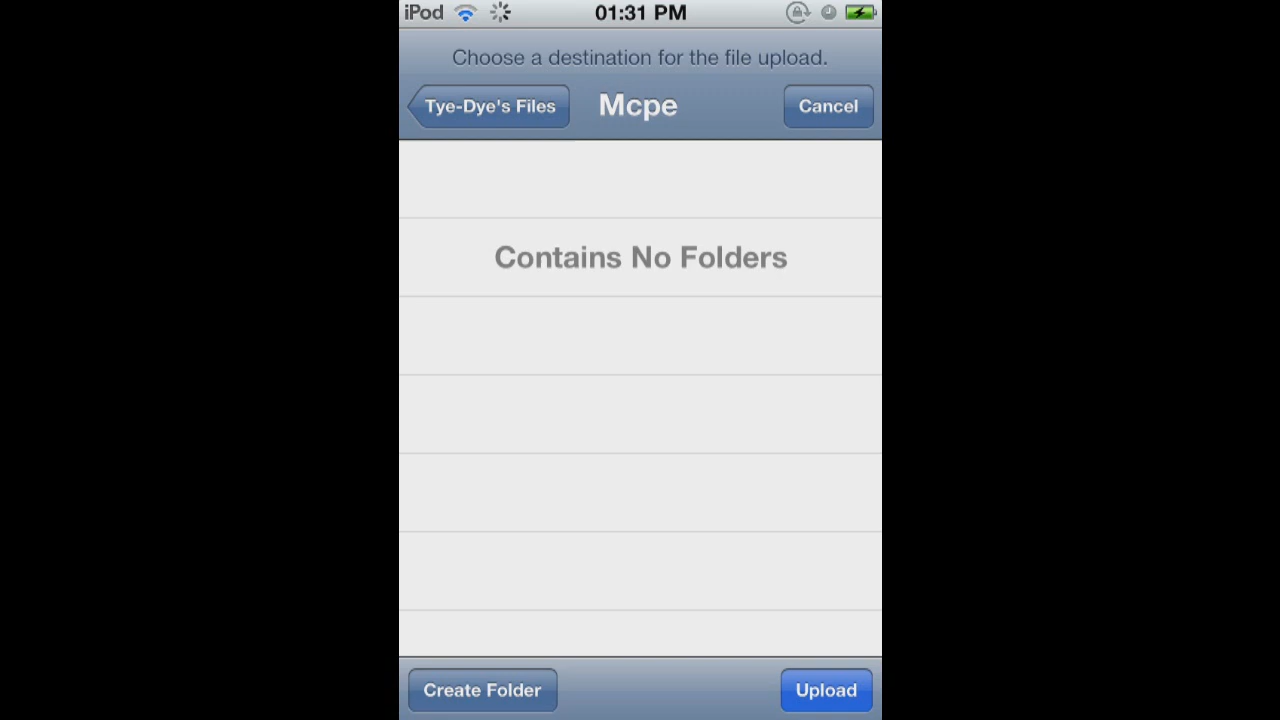 iPod 01:31 PM
Choose a destination for the file upload.
Tye-Dye's Files Mcpe Cancel
Contains No Folders
Create Folder Upload